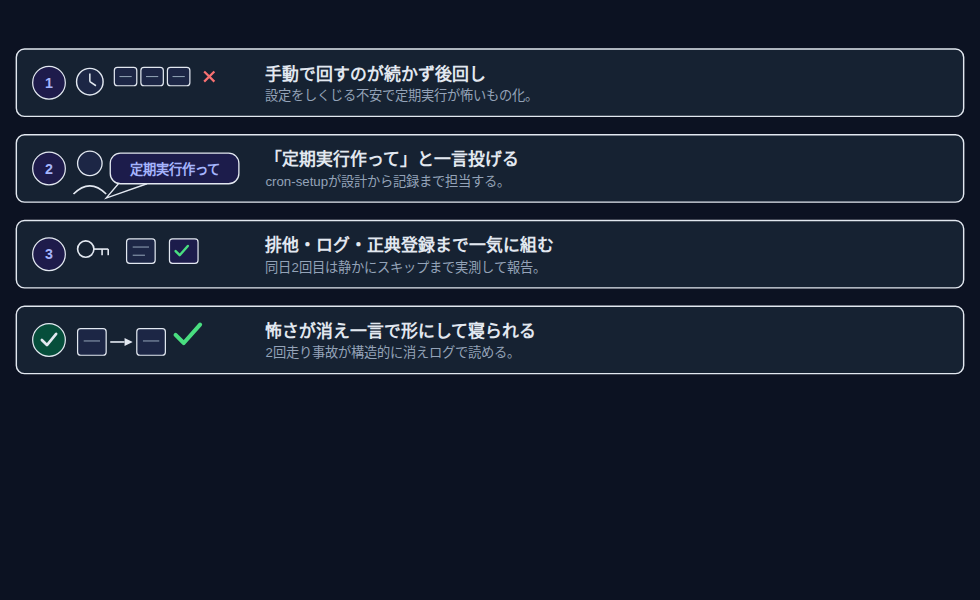 1
手動で回すのが続かず後回し
設定をしくじる不安で定期実行が怖いもの化。
2
定期実行作って
「定期実行作って」と一言投げる
cron-setupが設計から記録まで担当する。
3
排他・ログ・正典登録まで一気に組む
同日2回目は静かにスキップまで実測して報告。
怖さが消え一言で形にして寝られる
2回走り事故が構造的に消えログで読める。